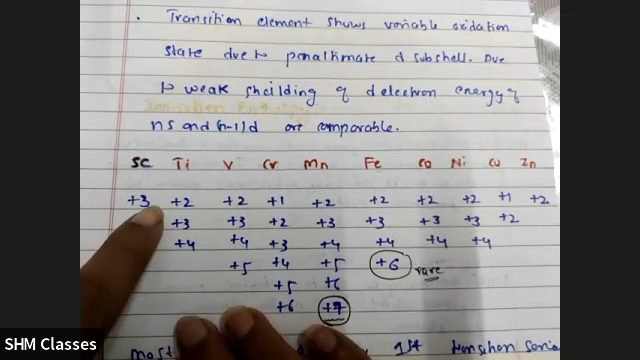 . Transition element shows variable oxidation
state due to penaltimate d subshell. Due
to weak sheilding of d electron energy of
ns and (n-1)d are comparable.
Sc Ti V Cr Mn Fe Co Ni Cu Zn
+3 +2 +2 +1 +2 +2 +2 +2 +1 +2
+3 +3 +2 +3 +3 +3 +3 +2
+4 +4 +3 +4 +4 +4 +4
+5 +4 +5 +6 rare
+5 +6
+6 +7
most 1st transition series
SHM Classes